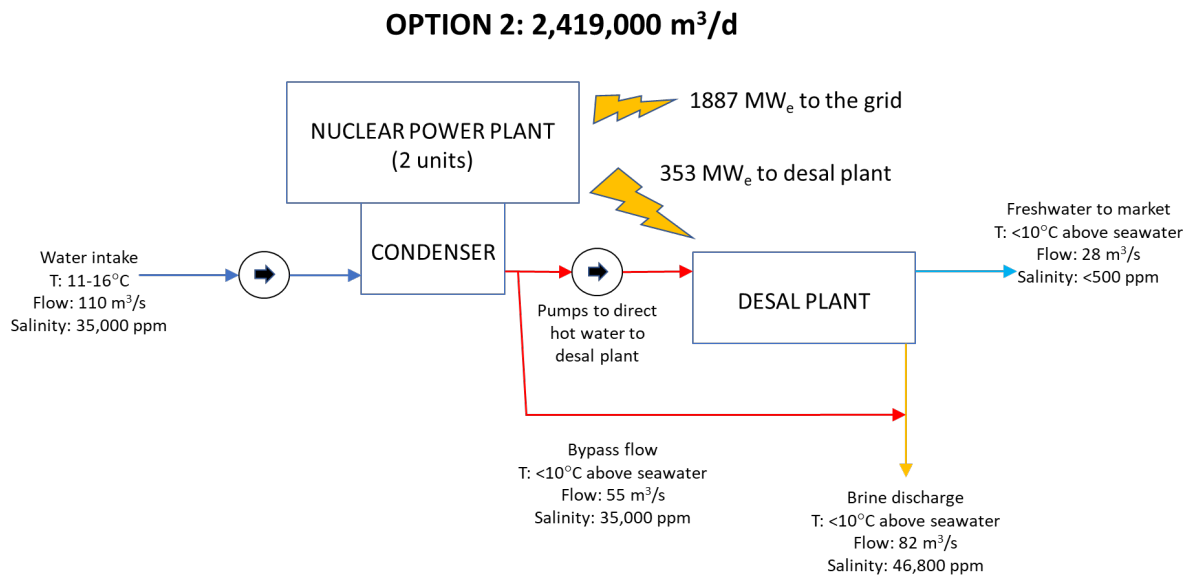 OPTION 2: 2,419,000 m³/d
NUCLEAR POWER PLANT
(2 units)
1887 MWₑ to the grid
353 MWₑ to desal plant
CONDENSER
Water intake
T: 11-16°C
Flow: 110 m³/s
Salinity: 35,000 ppm
Pumps to direct
hot water to
desal plant
DESAL PLANT
Freshwater to market
T: <10°C above seawater
Flow: 28 m³/s
Salinity: <500 ppm
Bypass flow
T: <10°C above seawater
Flow: 55 m³/s
Salinity: 35,000 ppm
Brine discharge
T: <10°C above seawater
Flow: 82 m³/s
Salinity: 46,800 ppm